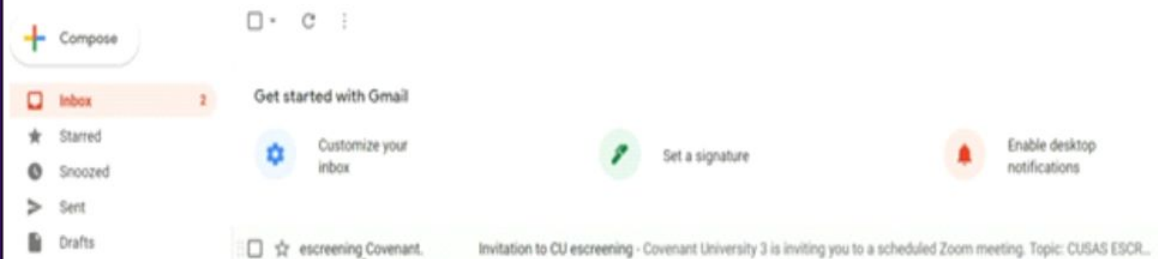 Compose
Inbox 2
Starred
Snoozed
Sent
Drafts
Get started with Gmail
Customize your
inbox
Set a signature
Enable desktop
notifications
escreening Covenant. Invitation to CU escreening - Covenant University 3 is inviting you to a scheduled Zoom meeting. Topic: CUSAS ESCR...